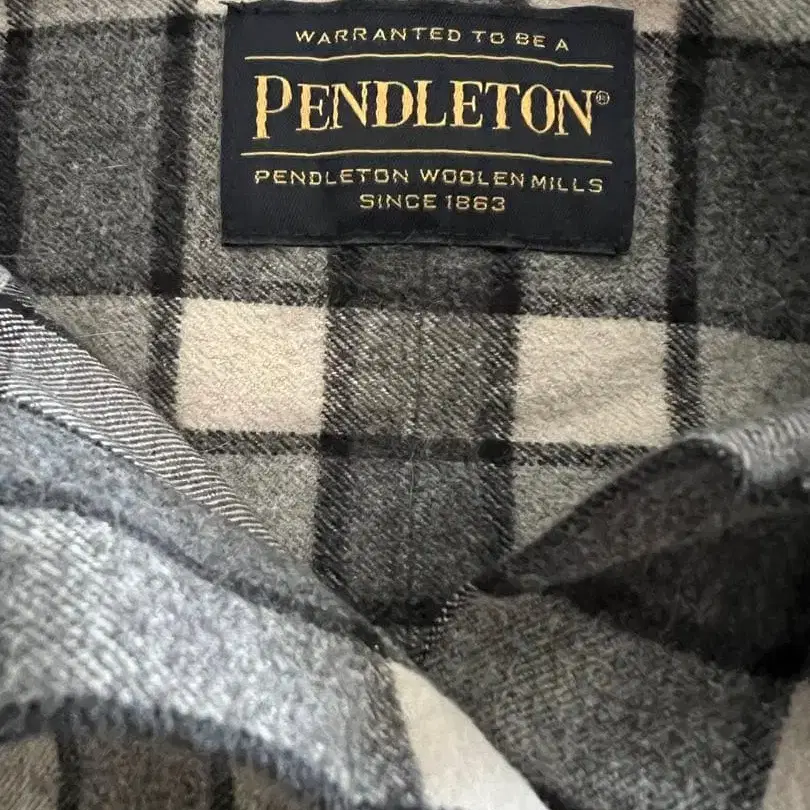 WARRANTED TO BE A
PENDLETON®
PENDLETON WOOLEN MILLS
SINCE 1863